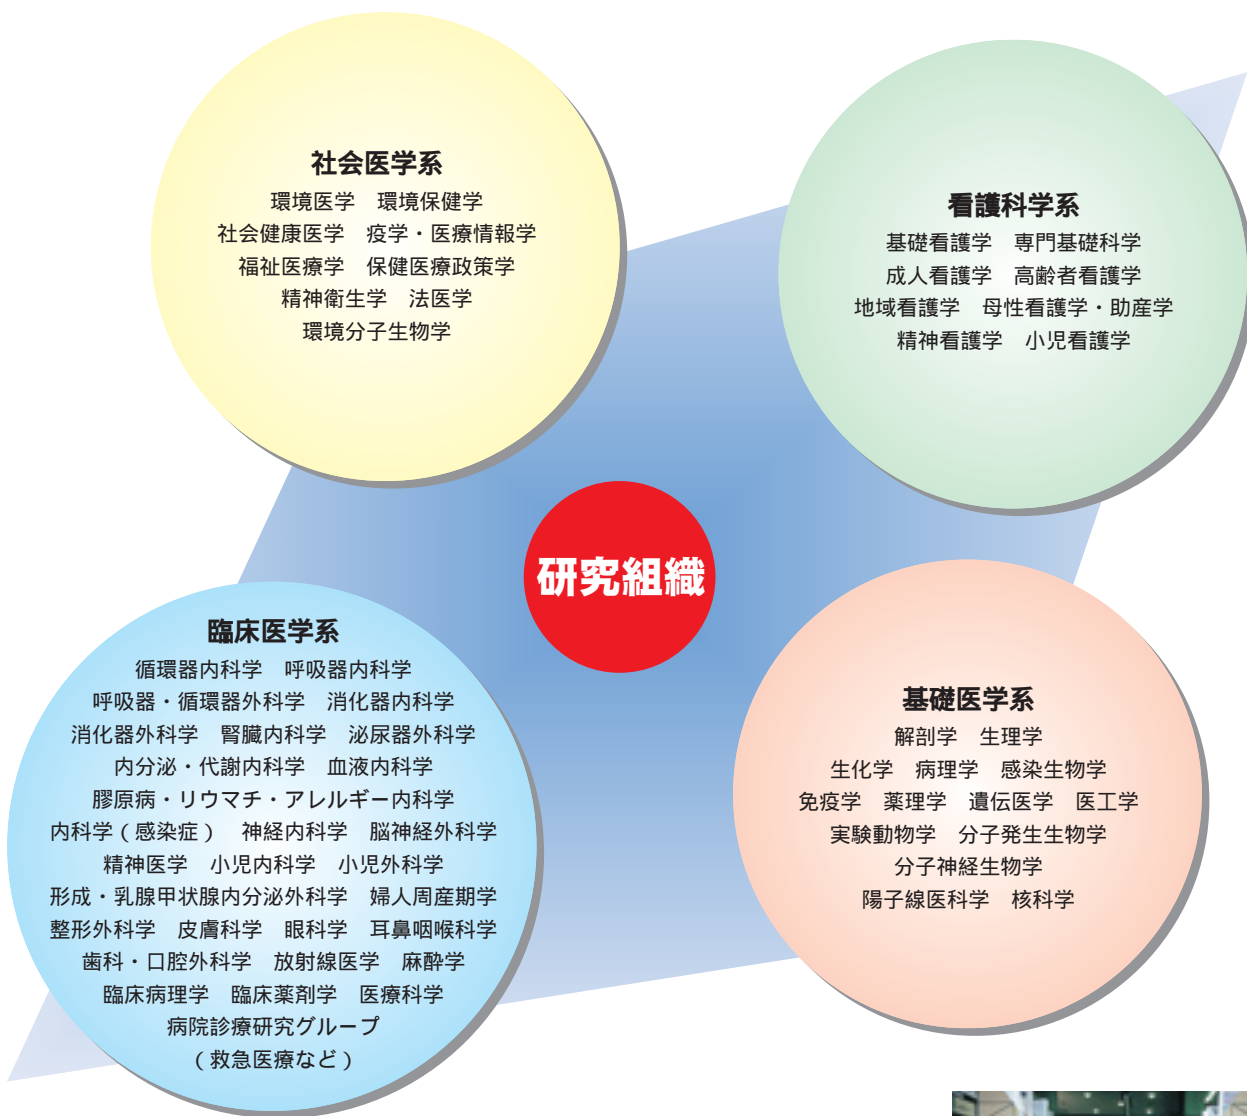 社会医学系
環境医学　環境保健学
社会健康医学　疫学・医療情報学
福祉医療学　保健医療政策学
精神衛生学　法医学
環境分子生物学
看護科学系
基礎看護学　専門基礎科学
成人看護学　高齢者看護学
地域看護学　母性看護学・助産学
精神看護学　小児看護学
研究組織
臨床医学系
循環器内科学　呼吸器内科学
呼吸器・循環器外科学　消化器内科学
消化器外科学　腎臓内科学　泌尿器外科学
内分泌・代謝内科学　血液内科学
膠原病・リウマチ・アレルギー内科学
内科学（感染症）　神経内科学　脳神経外科学
精神医学　小児内科学　小児外科学
形成・乳腺甲状腺内分泌外科学　婦人周産期学
整形外科学　皮膚科学　眼科学　耳鼻咽喉科学
歯科・口腔外科学　放射線医学　麻酔学
臨床病理学　臨床薬剤学　医療科学
病院診療研究グループ
（救急医療など）
基礎医学系
解剖学　生理学
生化学　病理学　感染生物学
免疫学　薬理学　遺伝医学　医工学
実験動物学　分子発生生物学
分子神経生物学
陽子線医科学　核科学